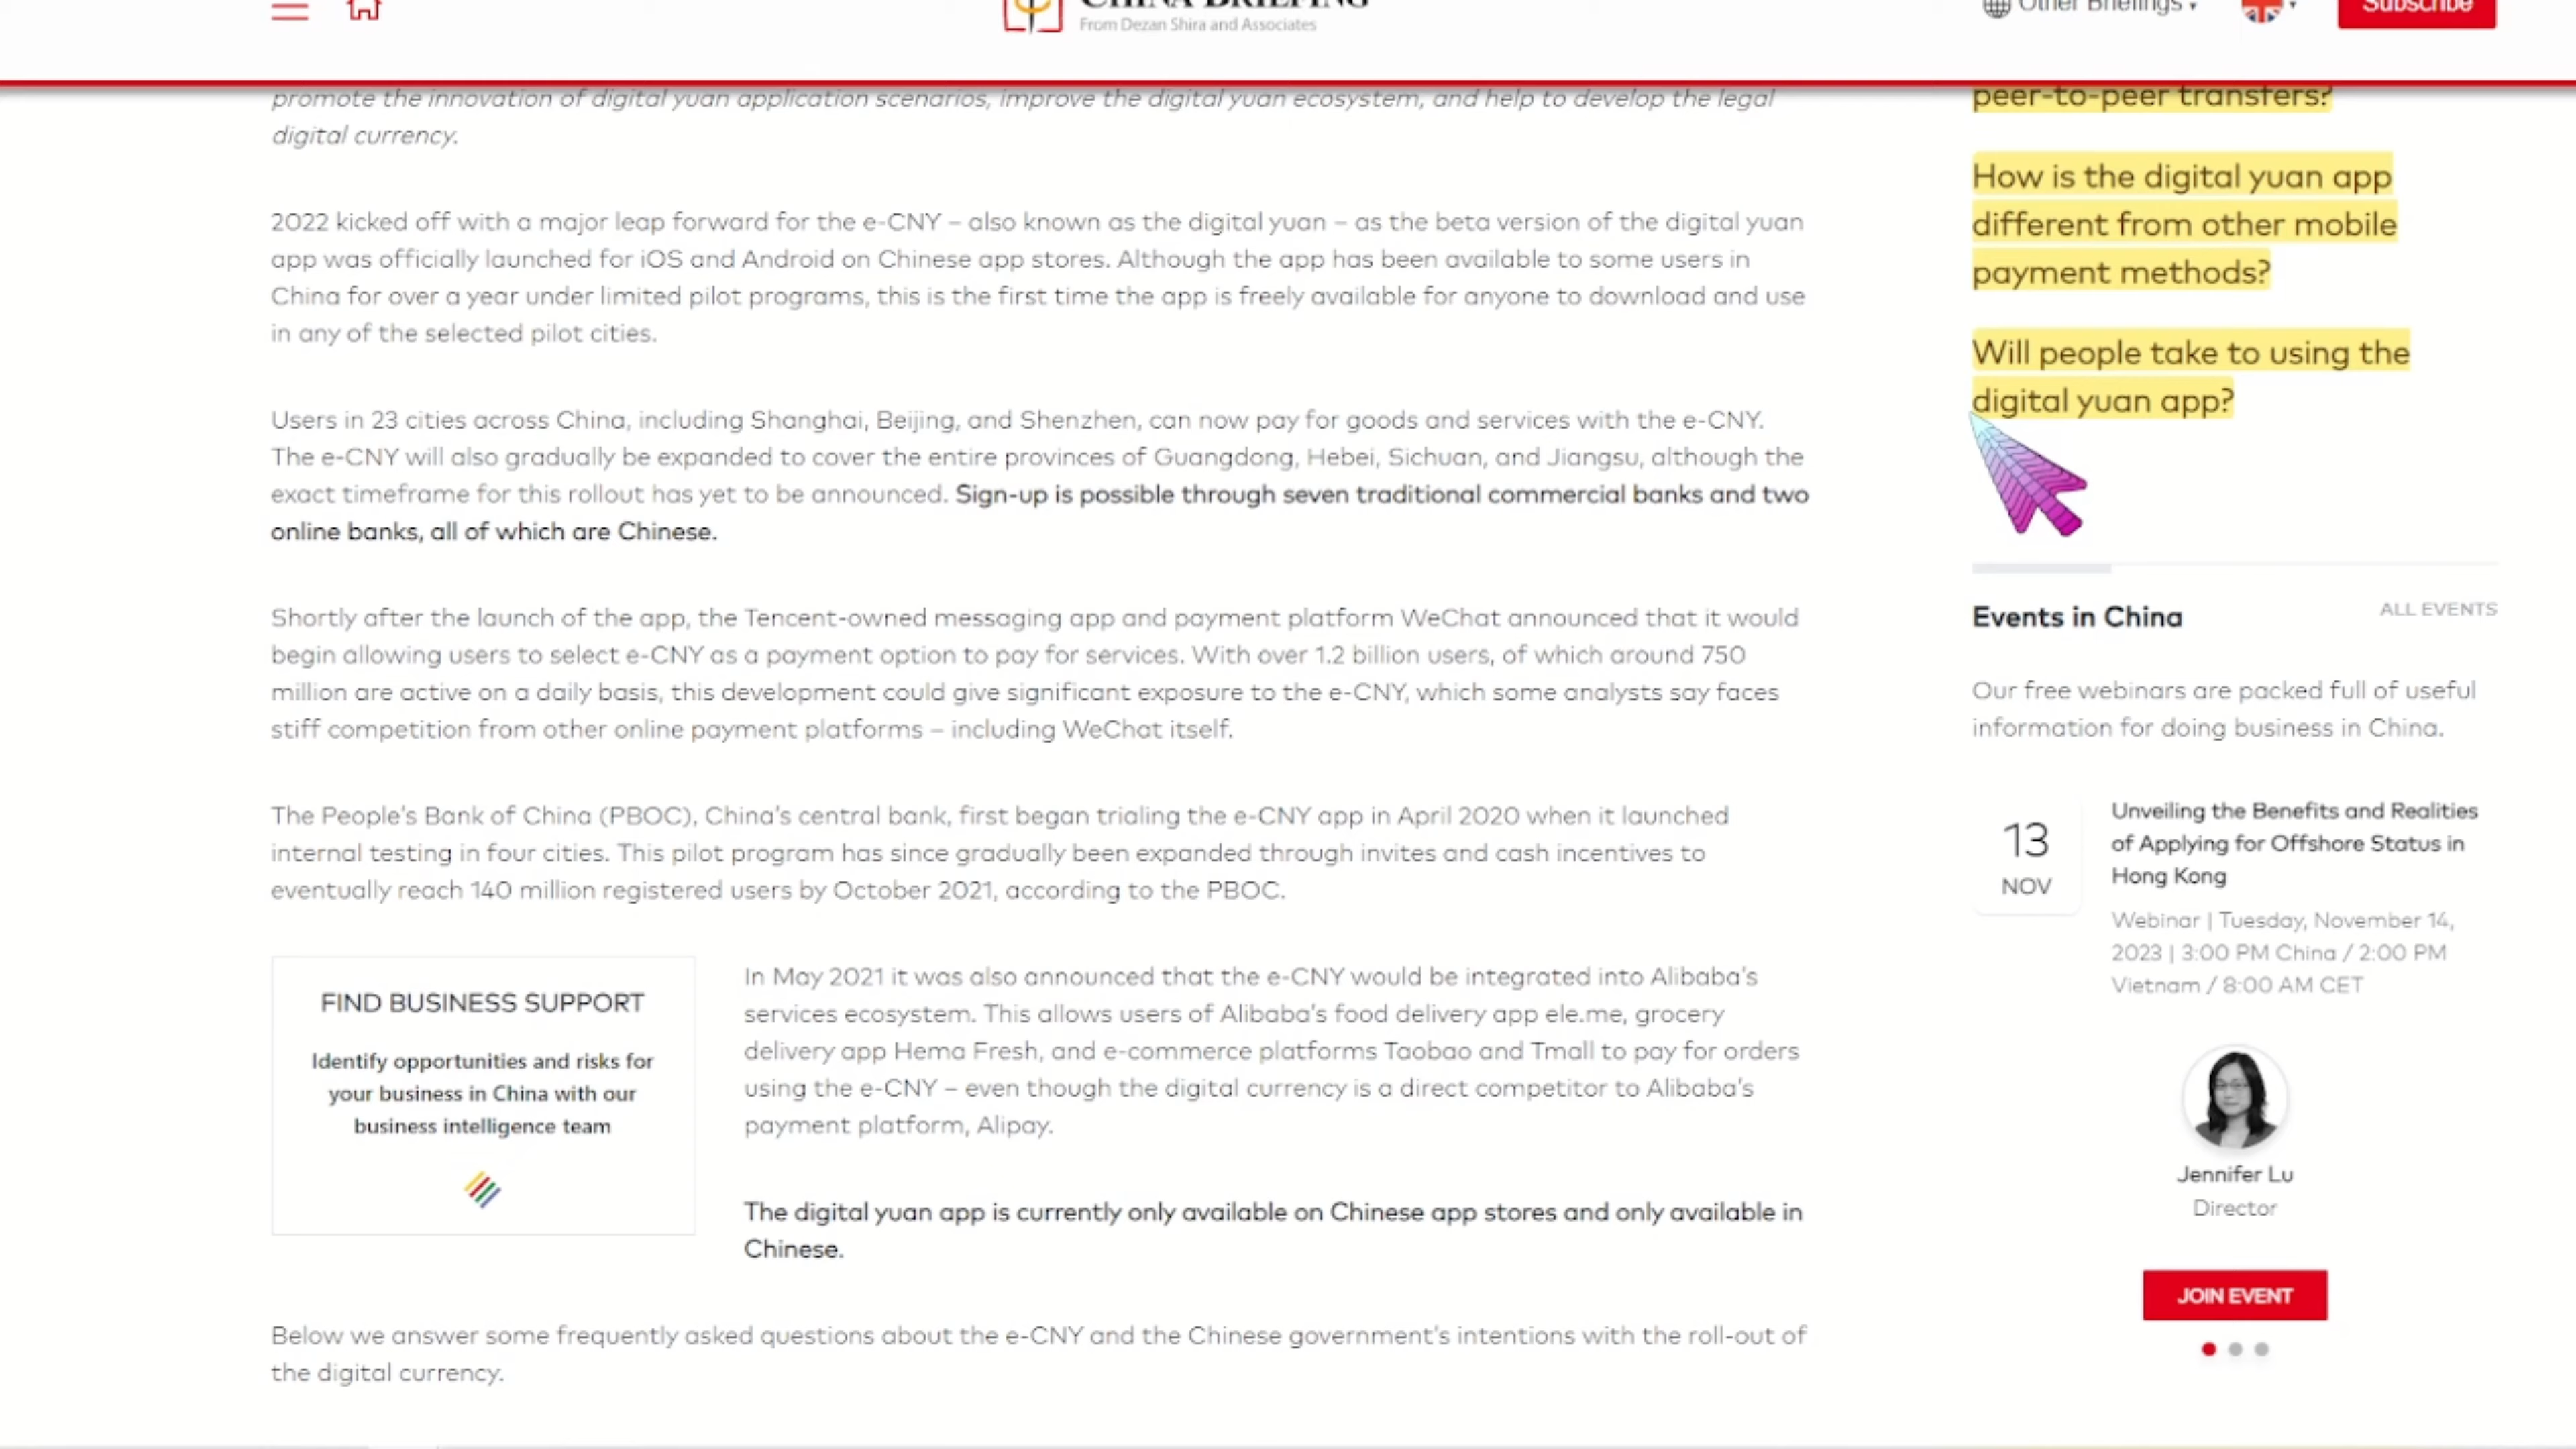 CHINA BRIEFING
From Dezan Shira and Associates
Other Briefings
Subscribe
promote the innovation of digital yuan application scenarios, improve the digital yuan ecosystem, and help to develop the legal
digital currency.
2022 kicked off with a major leap forward for the e-CNY – also known as the digital yuan – as the beta version of the digital yuan
app was officially launched for iOS and Android on Chinese app stores. Although the app has been available to some users in
China for over a year under limited pilot programs, this is the first time the app is freely available for anyone to download and use
in any of the selected pilot cities.
Users in 23 cities across China, including Shanghai, Beijing, and Shenzhen, can now pay for goods and services with the e-CNY.
The e-CNY will also gradually be expanded to cover the entire provinces of Guangdong, Hebei, Sichuan, and Jiangsu, although the
exact timeframe for this rollout has yet to be announced. Sign-up is possible through seven traditional commercial banks and two
online banks, all of which are Chinese.
Shortly after the launch of the app, the Tencent-owned messaging app and payment platform WeChat announced that it would
begin allowing users to select e-CNY as a payment option to pay for services. With over 1.2 billion users, of which around 750
million are active on a daily basis, this development could give significant exposure to the e-CNY, which some analysts say faces
stiff competition from other online payment platforms – including WeChat itself.
The People's Bank of China (PBOC), China's central bank, first began trialing the e-CNY app in April 2020 when it launched
internal testing in four cities. This pilot program has since gradually been expanded through invites and cash incentives to
eventually reach 140 million registered users by October 2021, according to the PBOC.
FIND BUSINESS SUPPORT
Identify opportunities and risks for
your business in China with our
business intelligence team
In May 2021 it was also announced that the e-CNY would be integrated into Alibaba's
services ecosystem. This allows users of Alibaba's food delivery app ele.me, grocery
delivery app Hema Fresh, and e-commerce platforms Taobao and Tmall to pay for orders
using the e-CNY – even though the digital currency is a direct competitor to Alibaba's
payment platform, Alipay.
The digital yuan app is currently only available on Chinese app stores and only available in
Chinese.
Below we answer some frequently asked questions about the e-CNY and the Chinese government's intentions with the roll-out of
the digital currency.
peer-to-peer transfers?
How is the digital yuan app
different from other mobile
payment methods?
Will people take to using the
digital yuan app?
Events in China
ALL EVENTS
Our free webinars are packed full of useful
information for doing business in China.
13
NOV
Unveiling the Benefits and Realities
of Applying for Offshore Status in
Hong Kong
Webinar | Tuesday, November 14,
2023 | 3:00 PM China / 2:00 PM
Vietnam / 8:00 AM CET
Jennifer Lu
Director
JOIN EVENT